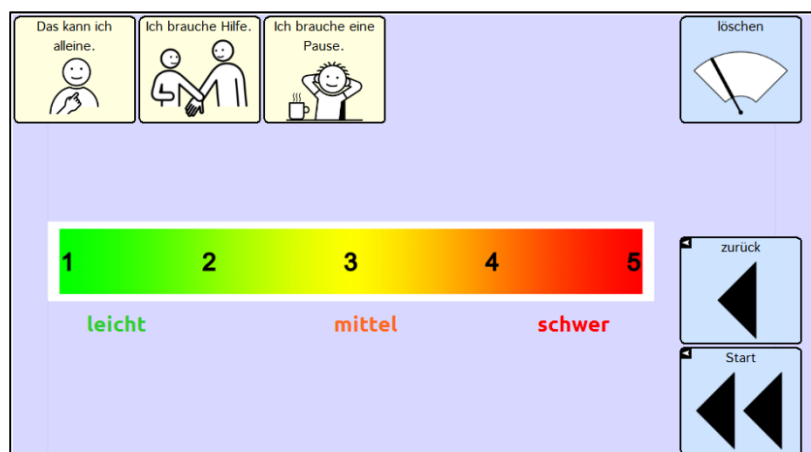 Das kann ich
alleine.
Ich brauche Hilfe.
Ich brauche eine
Pause.
löschen
1 2 3 4 5
leicht mittel schwer
zurück
Start